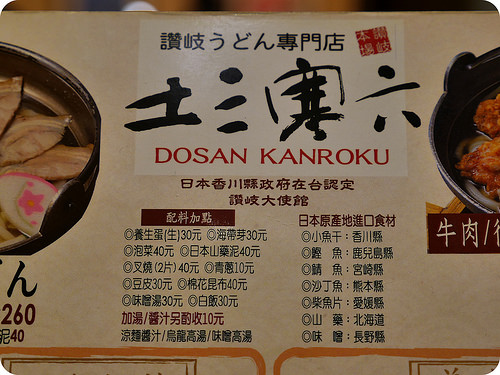 讚岐うどん專門店
讚岐
本場
土三寒六
DOSAN KANROKU
日本香川縣政府在台認定
讚岐大使館
配料加點
◎養生蛋(生)30元 ◎海帶芽30元
◎泡菜40元 ◎日本山藥泥40元
◎叉燒(2片)40元 ◎青蔥10元
◎豆皮30元 ◎棉花昆布40元
◎味噌湯30元 ◎白飯30元
加湯/醬汁另酌收10元
涼麵醬汁/烏龍高湯/味噌高湯
日本原產地進口食材
◎小魚干：香川縣
◎鰹 魚：鹿兒島縣
◎鯖 魚：宮崎縣
◎沙丁魚：熊本縣
◎柴魚片：愛媛縣
◎山 藥：北海道
◎味 噌：長野縣
どん
260
泥40
牛肉/